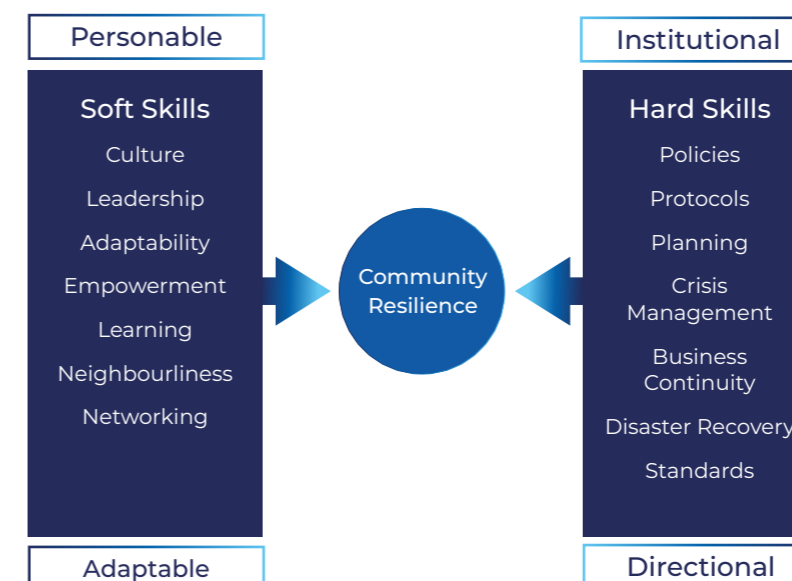 Personable
Soft Skills
Culture
Leadership
Adaptability
Empowerment
Learning
Neighbourliness
Networking
Adaptable
Community
Resilience
Institutional
Hard Skills
Policies
Protocols
Planning
Crisis
Management
Business
Continuity
Disaster Recovery
Standards
Directional